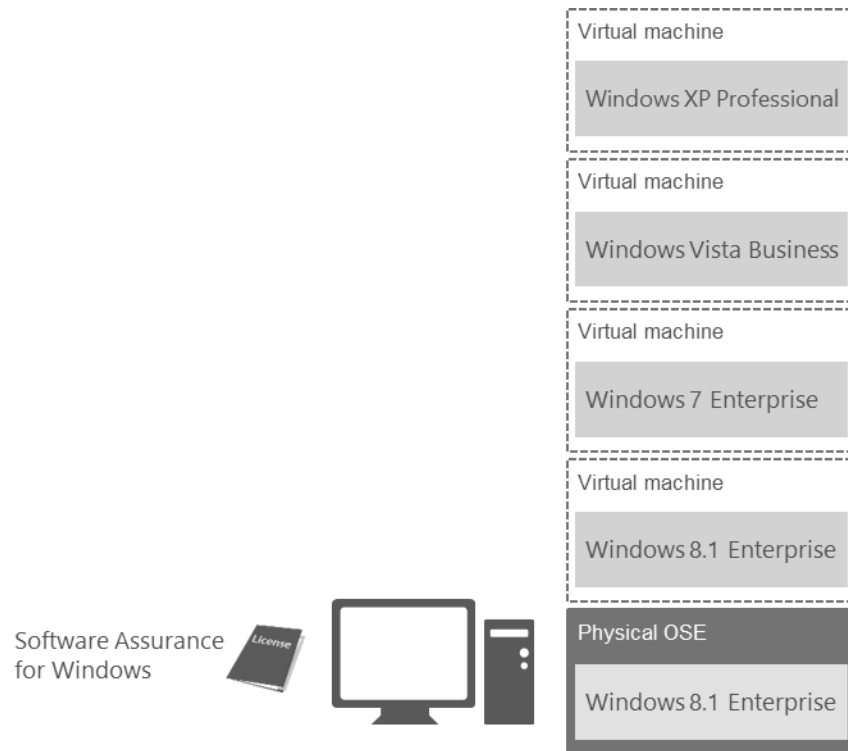 Virtual machine
Windows XP Professional
Virtual machine
Windows Vista Business
Virtual machine
Windows 7 Enterprise
Virtual machine
Windows 8.1 Enterprise
Software Assurance
for Windows
License
Physical OSE
Windows 8.1 Enterprise